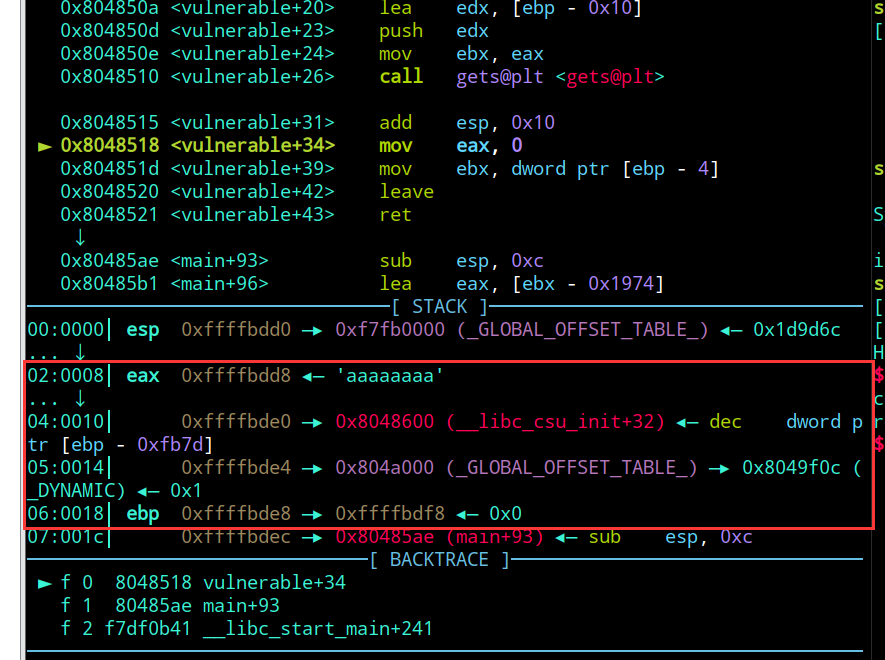 0x804850a <vulnerable+20>    lea    edx, [ebp - 0x10]
0x804850d <vulnerable+23>    push   edx
0x804850e <vulnerable+24>    mov    ebx, eax
0x8048510 <vulnerable+26>    call   gets@plt <gets@plt>
0x8048515 <vulnerable+31>    add    esp, 0x10
► 0x8048518 <vulnerable+34>    mov    eax, 0
0x804851d <vulnerable+39>    mov    ebx, dword ptr [ebp - 4]
0x8048520 <vulnerable+42>    leave
0x8048521 <vulnerable+43>    ret
↓
0x80485ae <main+93>          sub    esp, 0xc
0x80485b1 <main+96>          lea    eax, [ebx - 0x1974]
[ STACK ]
00:0000│ esp  0xffffbdd0 —► 0xf7fb0000 (_GLOBAL_OFFSET_TABLE_) ◄— 0x1d9d6c
... ↓
02:0008│ eax  0xffffbdd8 ◄— 'aaaaaaaa'
... ↓
04:0010│      0xffffbde0 —► 0x8048600 (__libc_csu_init+32) ◄— dec    dword p
tr [ebp - 0xfb7d]
05:0014│      0xffffbde4 —► 0x804a000 (_GLOBAL_OFFSET_TABLE_) —► 0x8049f0c (
_DYNAMIC) ◄— 0x1
06:0018│ ebp  0xffffbde8 —► 0xffffbdf8 ◄— 0x0
07:001c│      0xffffbdec —► 0x80485ae (main+93) ◄— sub    esp, 0xc
[ BACKTRACE ]
► f 0  8048518 vulnerable+34
f 1  80485ae main+93
f 2 f7df0b41 __libc_start_main+241